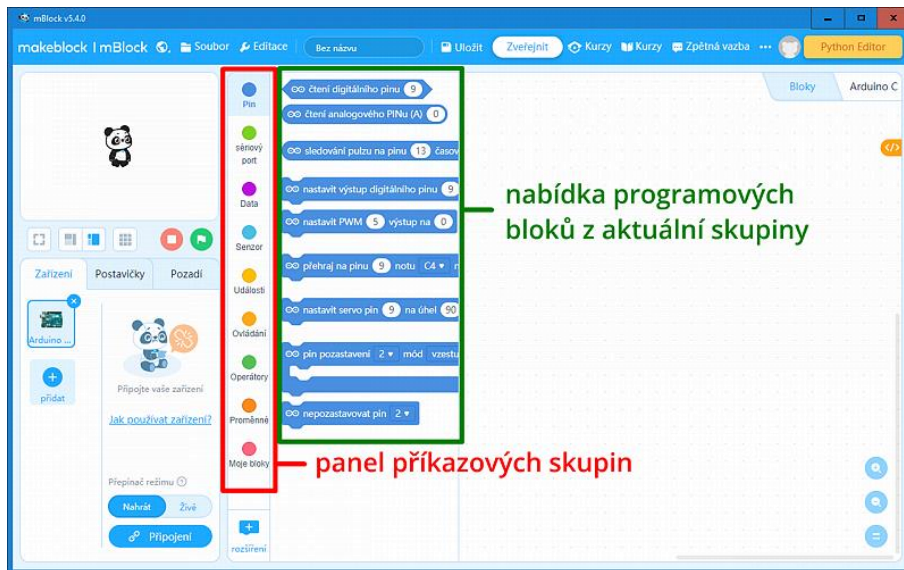 mBlock v5.4.0
makeblock | mBlock Soubor Editace Bez názvu Uložit Zveřejnit Kurzy Kurzy Zpětná vazba Python Editor
Bloky Arduino C
Pin
sériový
port
Data
Senzor
Události
Ovládání
Operátory
Proměnné
Moje bloky
rozšíření
čtení digitálního pinu 9
čtení analogového PINu (A) 0
sledování pulzu na pinu 13 časov
nastavit výstup digitálního pinu 9
nastavit PWM 5 výstup na 0
přehraj na pinu 9 notu C4
nastavit servo pin 9 na úhel 90
pin pozastavení 2 mód vzestu
nepozastavovat pin 2
nabídka programových
bloků z aktuální skupiny
panel příkazových skupin
Zařízení Postavičky Pozadí
Arduino ...
přidat
Připojte vaše zařízení
Jak používat zařízení?
Přepínač režimu
Nahrát Živě
Připojení